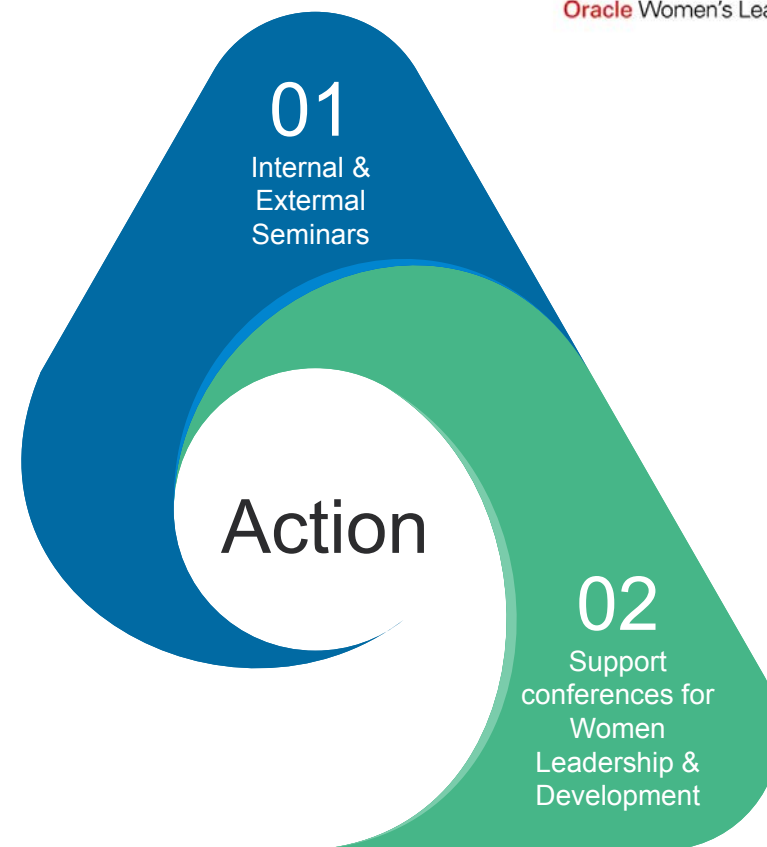 Oracle Women's Lea
01
Internal &
Extermal
Seminars
Action
02
Support
conferences for
Women
Leadership &
Development